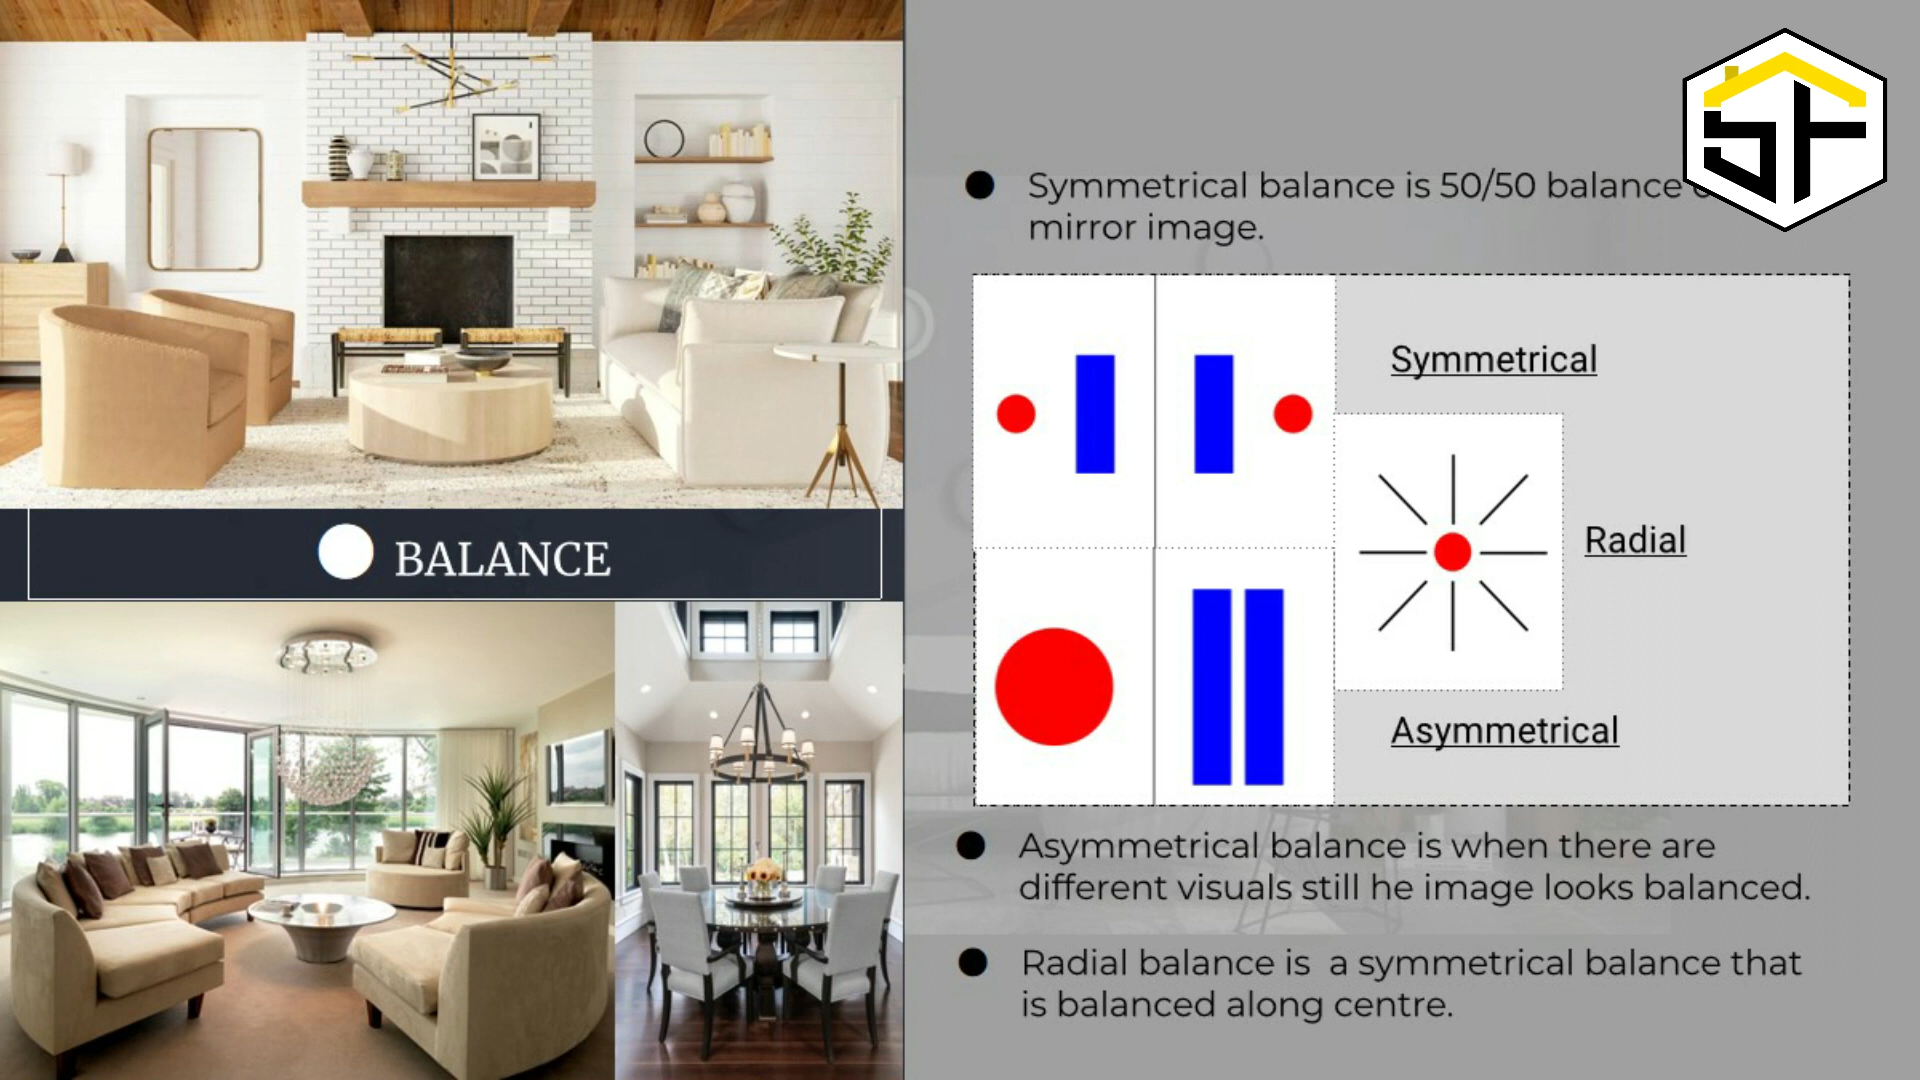 BALANCE
Symmetrical balance is 50/50 balance
mirror image.
Symmetrical
Radial
Asymmetrical
Asymmetrical balance is when there are
different visuals still he image looks balanced.
Radial balance is a symmetrical balance that
is balanced along centre.